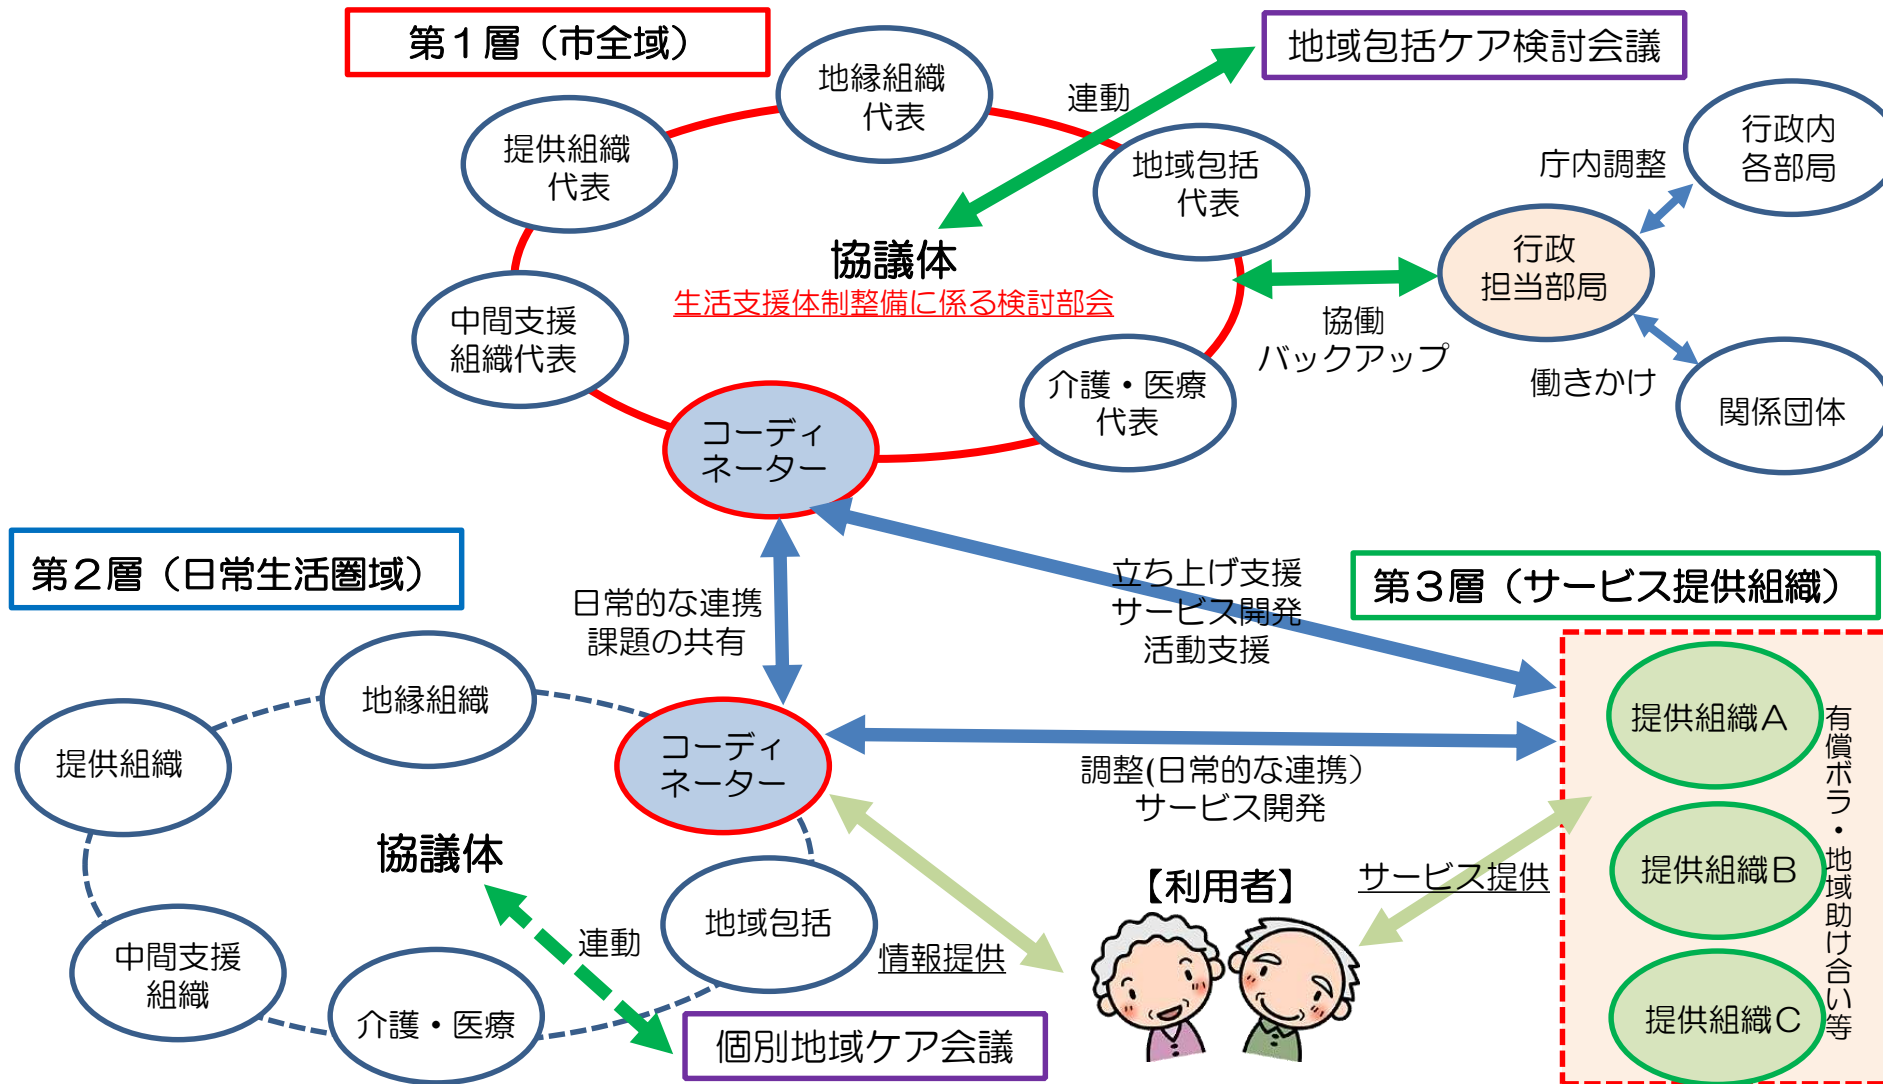 第１層（市全域）
地域包括ケア検討会議
地縁組織
代表
連動
提供組織
代表
地域包括
代表
行政内
各部局
庁内調整
行政
担当部局
協議体
生活支援体制整備に係る検討部会
中間支援
組織代表
協働
バックアップ
働きかけ
介護・医療
代表
関係団体
コーディ
ネーター
第２層（日常生活圏域）
日常的な連携
課題の共有
立ち上げ支援
サービス開発
活動支援
第３層（サービス提供組織）
地縁組織
提供組織
コーディ
ネーター
調整(日常的な連携）
サービス開発
提供組織Ａ
提供組織Ｂ
提供組織Ｃ
有償ボラ・地域助け合い等
協議体
【利用者】
サービス提供
地域包括
連動
情報提供
中間支援
組織
介護・医療
個別地域ケア会議